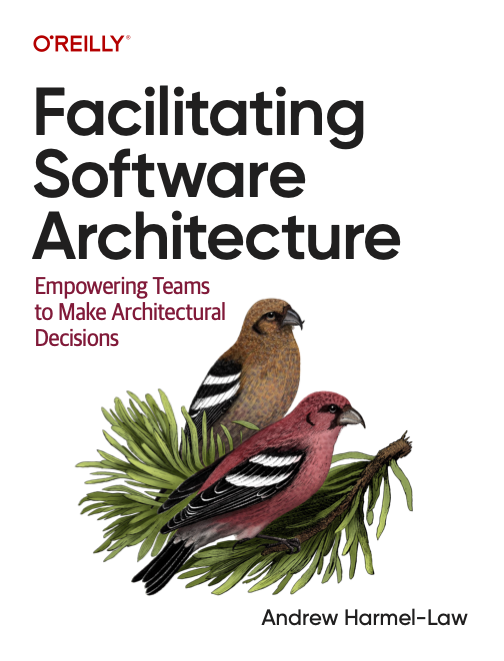 O'REILLY®
Facilitating
Software
Architecture
Empowering Teams
to Make Architectural
Decisions
Andrew Harmel-Law